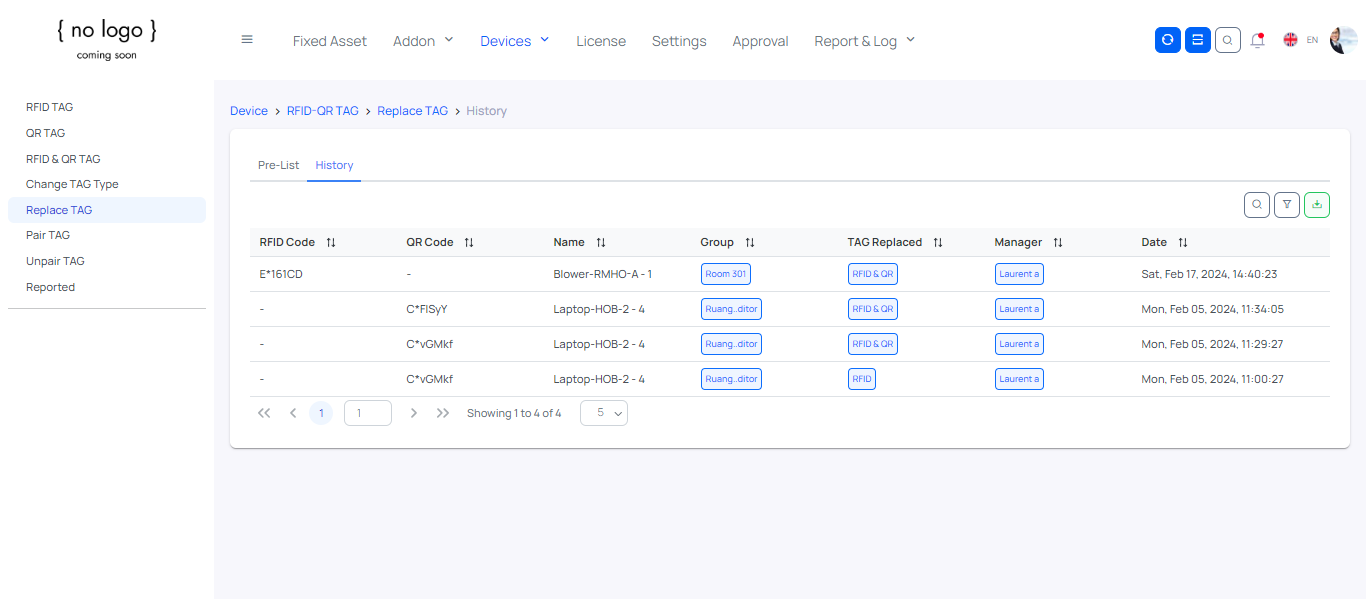 { no logo }
coming soon
Fixed Asset Addon Devices License Settings Approval Report & Log EN
RFID TAG
QR TAG
RFID & QR TAG
Change TAG Type
Replace TAG
Pair TAG
Unpair TAG
Reported
Device > RFID-QR TAG > Replace TAG > History
Pre-List History
RFID Code QR Code Name Group TAG Replaced Manager Date
E*161CD - Blower-RMHO-A - 1 Room 301 RFID & QR Laurent a Sat, Feb 17, 2024, 14:40:23
- C*FISyY Laptop-HOB-2 - 4 Ruang..ditor RFID & QR Laurent a Mon, Feb 05, 2024, 11:34:05
- C*vGMkf Laptop-HOB-2 - 4 Ruang..ditor RFID & QR Laurent a Mon, Feb 05, 2024, 11:29:27
- C*vGMkf Laptop-HOB-2 - 4 Ruang..ditor RFID Laurent a Mon, Feb 05, 2024, 11:00:27
<< < 1 1 > >> Showing 1 to 4 of 4 5